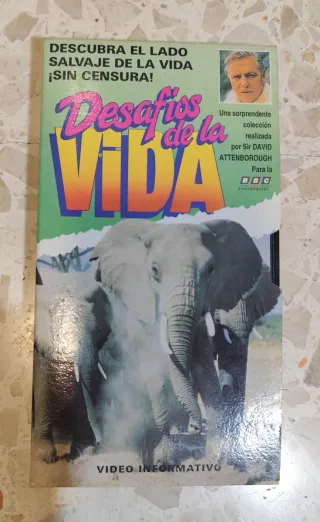 DESCUBRA EL LADO
SALVAJE DE LA VIDA
¡SIN CENSURA!
Desafíos
de la
ViDA
Una sorprendente
colección
realizada
por Sir DAVID
ATTENBOROUGH
Para la
BBC
ENTERPRISES
VIDEO INFORMATIVO